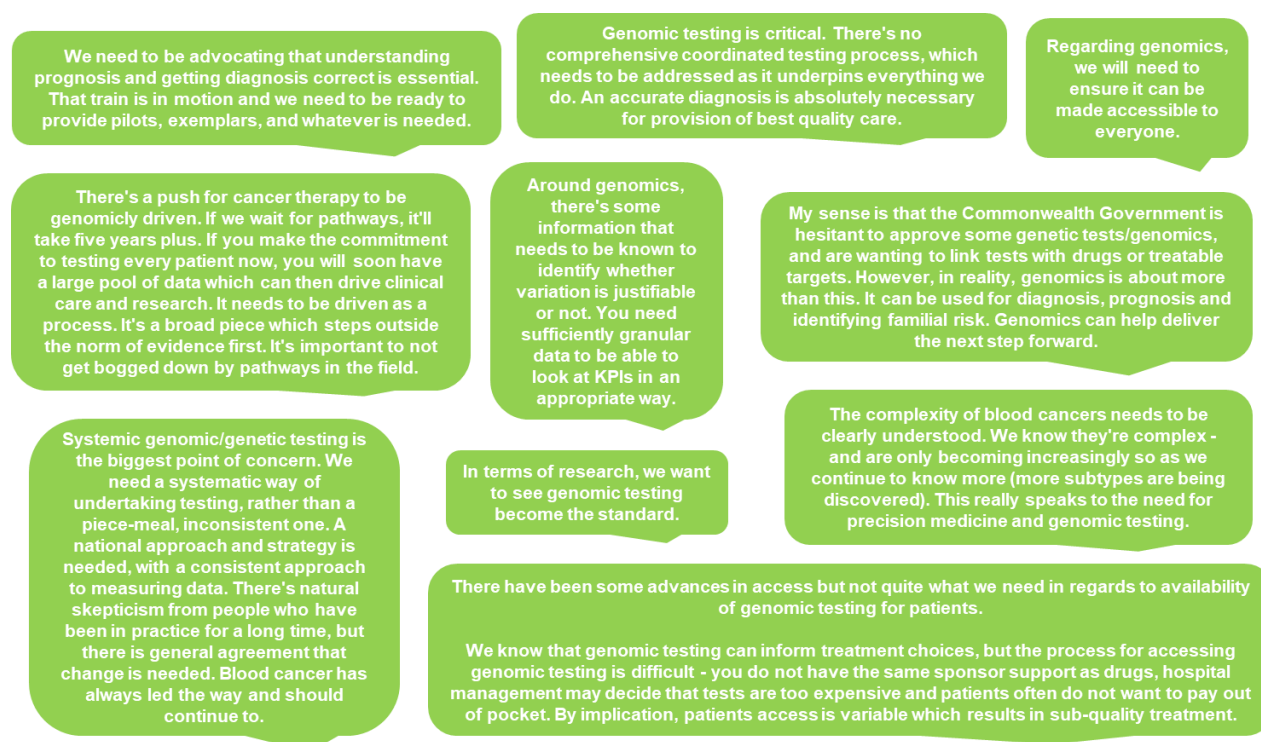 We need to be advocating that understanding
prognosis and getting diagnosis correct is essential.
That train is in motion and we need to be ready to
provide pilots, exemplars, and whatever is needed.
Genomic testing is critical. There's no
comprehensive coordinated testing process, which
needs to be addressed as it underpins everything we
do. An accurate diagnosis is absolutely necessary
for provision of best quality care.
Regarding genomics,
we will need to
ensure it can be
made accessible to
everyone.
There's a push for cancer therapy to be
genomicly driven. If we wait for pathways, it'll
take five years plus. If you make the commitment
to testing every patient now, you will soon have
a large pool of data which can then drive clinical
care and research. It needs to be driven as a
process. It's a broad piece which steps outside
the norm of evidence first. It's important to not
get bogged down by pathways in the field.
Around genomics,
there's some
information that
needs to be known to
identify whether
variation is justifiable
or not. You need
sufficiently granular
data to be able to
look at KPIs in an
appropriate way.
My sense is that the Commonwealth Government is
hesitant to approve some genetic tests/genomics,
and are wanting to link tests with drugs or treatable
targets. However, in reality, genomics is about more
than this. It can be used for diagnosis, prognosis and
identifying familial risk. Genomics can help deliver
the next step forward.
Systemic genomic/genetic testing is
the biggest point of concern. We
need a systematic way of
undertaking testing, rather than a
piece-meal, inconsistent one. A
national approach and strategy is
needed, with a consistent approach
to measuring data. There's natural
skepticism from people who have
been in practice for a long time, but
there is general agreement that
change is needed. Blood cancer has
always led the way and should
continue to.
In terms of research, we want
to see genomic testing
become the standard.
The complexity of blood cancers needs to be
clearly understood. We know they're complex -
and are only becoming increasingly so as we
continue to know more (more subtypes are being
discovered). This really speaks to the need for
precision medicine and genomic testing.
There have been some advances in access but not quite what we need in regards to availability
of genomic testing for patients.
We know that genomic testing can inform treatment choices, but the process for accessing
genomic testing is difficult - you do not have the same sponsor support as drugs, hospital
management may decide that tests are too expensive and patients often do not want to pay out
of pocket. By implication, patients access is variable which results in sub-quality treatment.